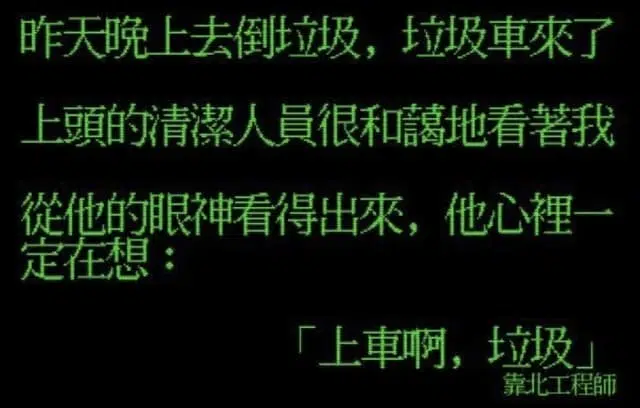 昨天晚上去倒垃圾，垃圾車來了
上頭的清潔人員很和藹地看著我
從他的眼神看得出來，他心裡一
定在想：
「上車啊，垃圾」
靠北工程師